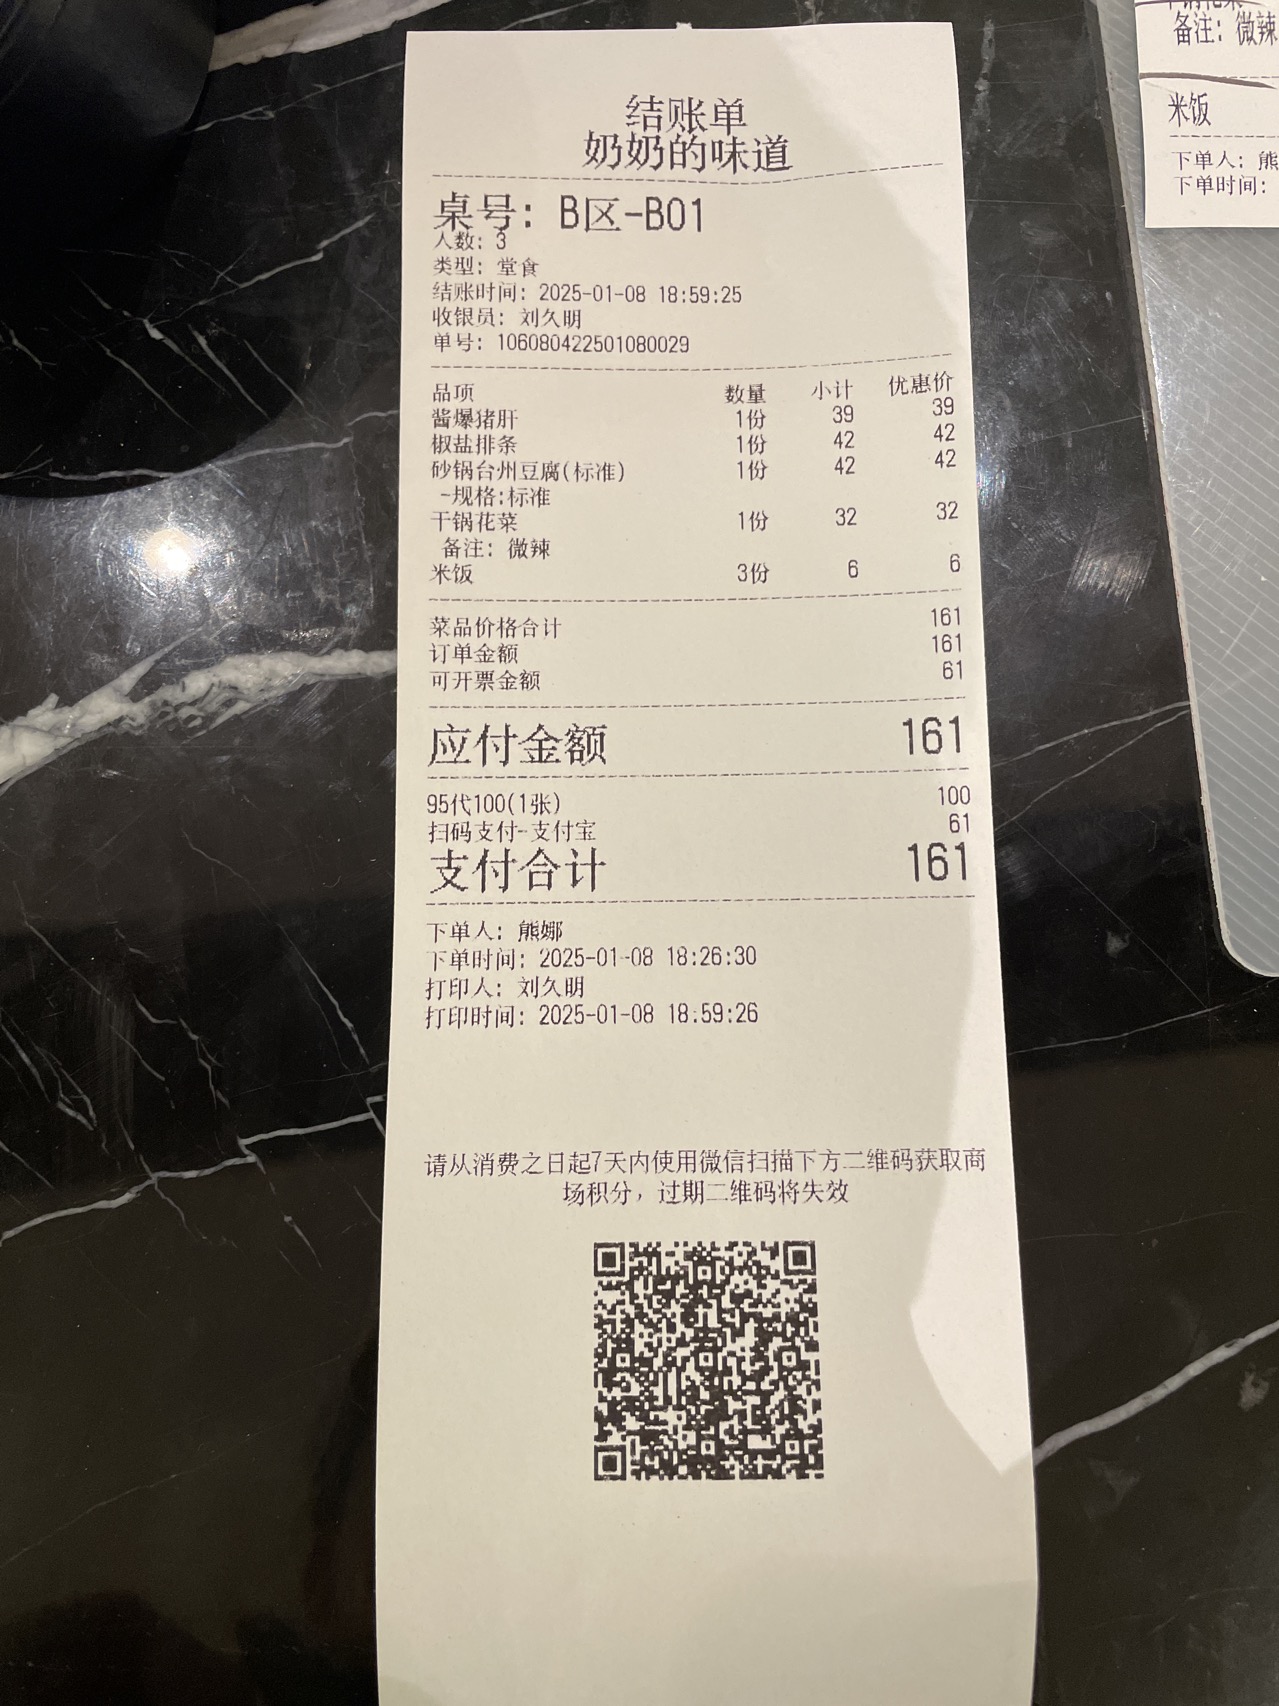 结账单
奶奶的味道
桌号: B区-B01
人数: 3
类型: 堂食
结账时间: 2025-01-08 18:59:25
收银员: 刘久明
单号: 106080422501080029
品项 数量 小计 优惠价
酱爆猪肝 1份 39 39
椒盐排条 1份 42 42
砂锅台州豆腐(标准) 1份 42 42
-规格:标准
干锅花菜 1份 32 32
备注: 微辣
米饭 3份 6 6
菜品价格合计 161
订单金额 161
可开票金额 61
应付金额 161
95代100(1张) 100
扫码支付-支付宝 61
支付合计 161
下单人: 熊娜
下单时间: 2025-01-08 18:26:30
打印人: 刘久明
打印时间: 2025-01-08 18:59:26
请从消费之日起7天内使用微信扫描下方二维码获取商
场积分，过期二维码将失效
备注: 微辣
米饭
下单人: 熊
下单时间: